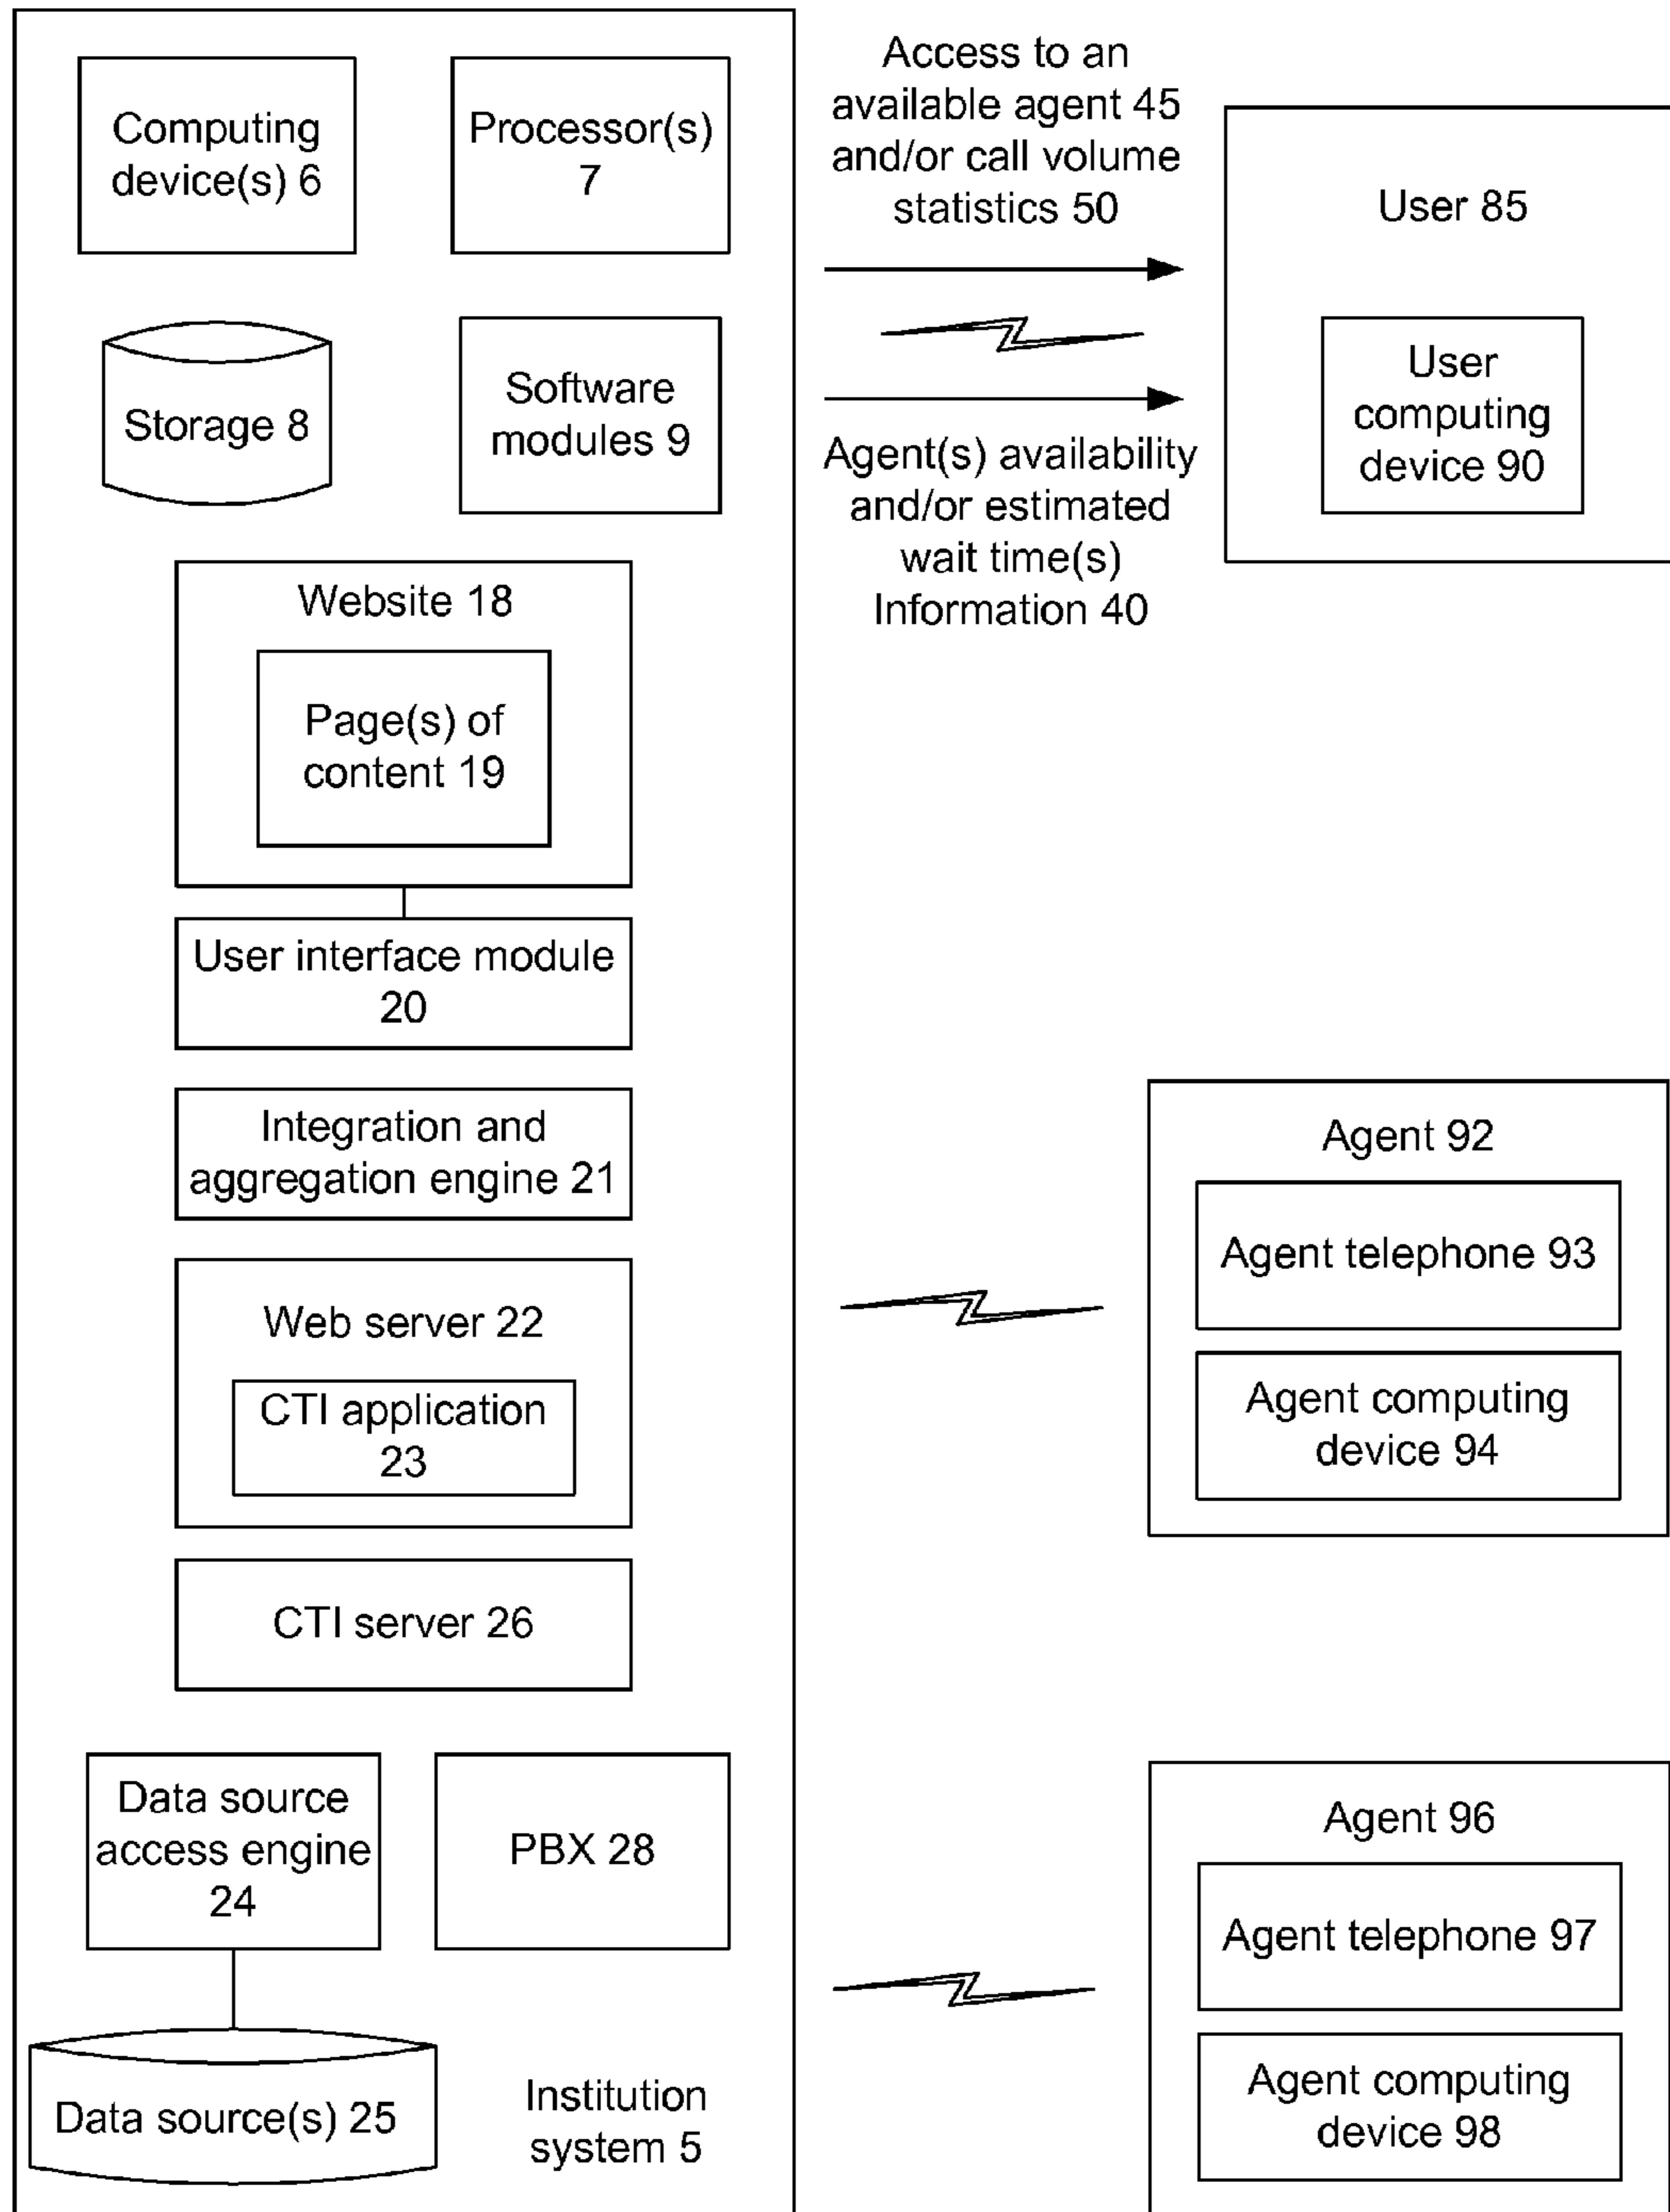 Computing
device(s) 6
Processor(s)
7
Storage 8
Software
modules 9
Website 18
Page(s) of
content 19
User interface module
20
Integration and
aggregation engine 21
Web server 22
CTI application
23
CTI server 26
Data source
access engine
24
PBX 28
Data source(s) 25
Institution
system 5
Access to an
available agent 45
and/or call volume
statistics 50
Agent(s) availability
and/or estimated
wait time(s)
Information 40
User 85
User
computing
device 90
Agent 92
Agent telephone 93
Agent computing
device 94
Agent 96
Agent telephone 97
Agent computing
device 98